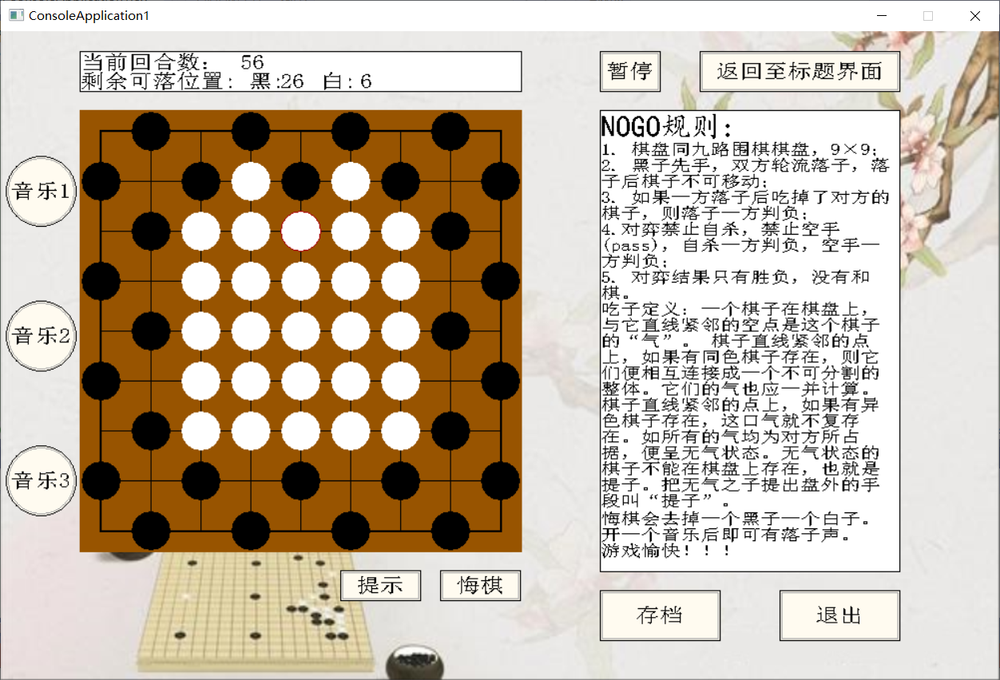 ConsoleApplication1
当前回合数： 56
剩余可落位置：黑:26 白:6
暂停
返回至标题界面
音乐1
音乐2
音乐3
NOGO规则：
1. 棋盘同九路围棋棋盘，9×9；
2. 黑子先手，双方轮流落子，落
子后棋子不可移动；
3. 如果一方落子后吃掉了对方的
棋子，则落子一方判负；
4.对弈禁止自杀，禁止空手
(pass)，自杀一方判负，空手一
方判负；
5. 对弈结果只有胜负，没有和
棋。
吃子定义：一个棋子在棋盘上，
与它直线紧邻的空点是这个棋子
的“气”。 棋子直线紧邻的点
上，如果有同色棋子存在，则它
们便相互连接成一个不可分割的
整体。它们的气也应一并计算。
棋子直线紧邻的点上，如果有异
色棋子存在，这口气就不复存
在。如所有的气均为对方所占
据，便呈无气状态。无气状态的
棋子不能在棋盘上存在，也就是
提子。把无气之子提出盘外的手
段叫“提子”。
悔棋会去掉一个黑子一个白子。
开一个音乐后即可有落子声。
游戏愉快！！！
提示
悔棋
存档
退出